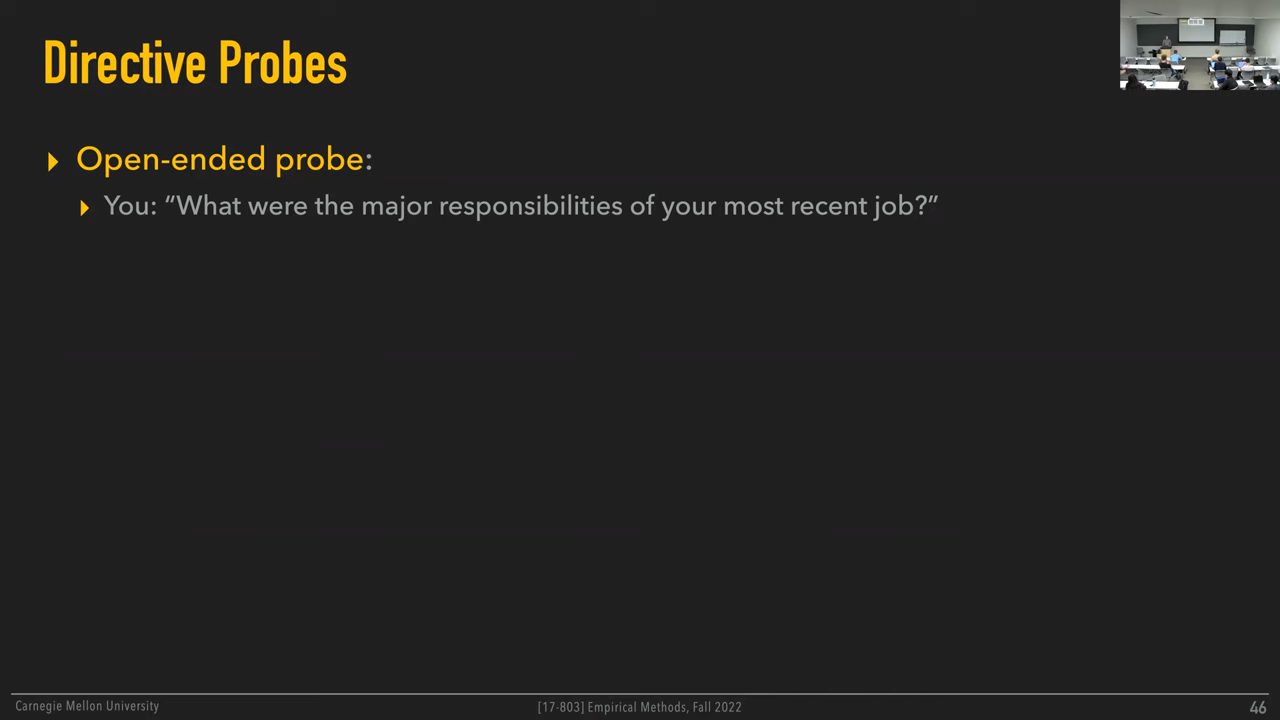 Directive Probes
Open-ended probe:
You: “What were the major responsibilities of your most recent job?”
Carnegie Mellon University
[17-803] Empirical Methods, Fall 2022
46